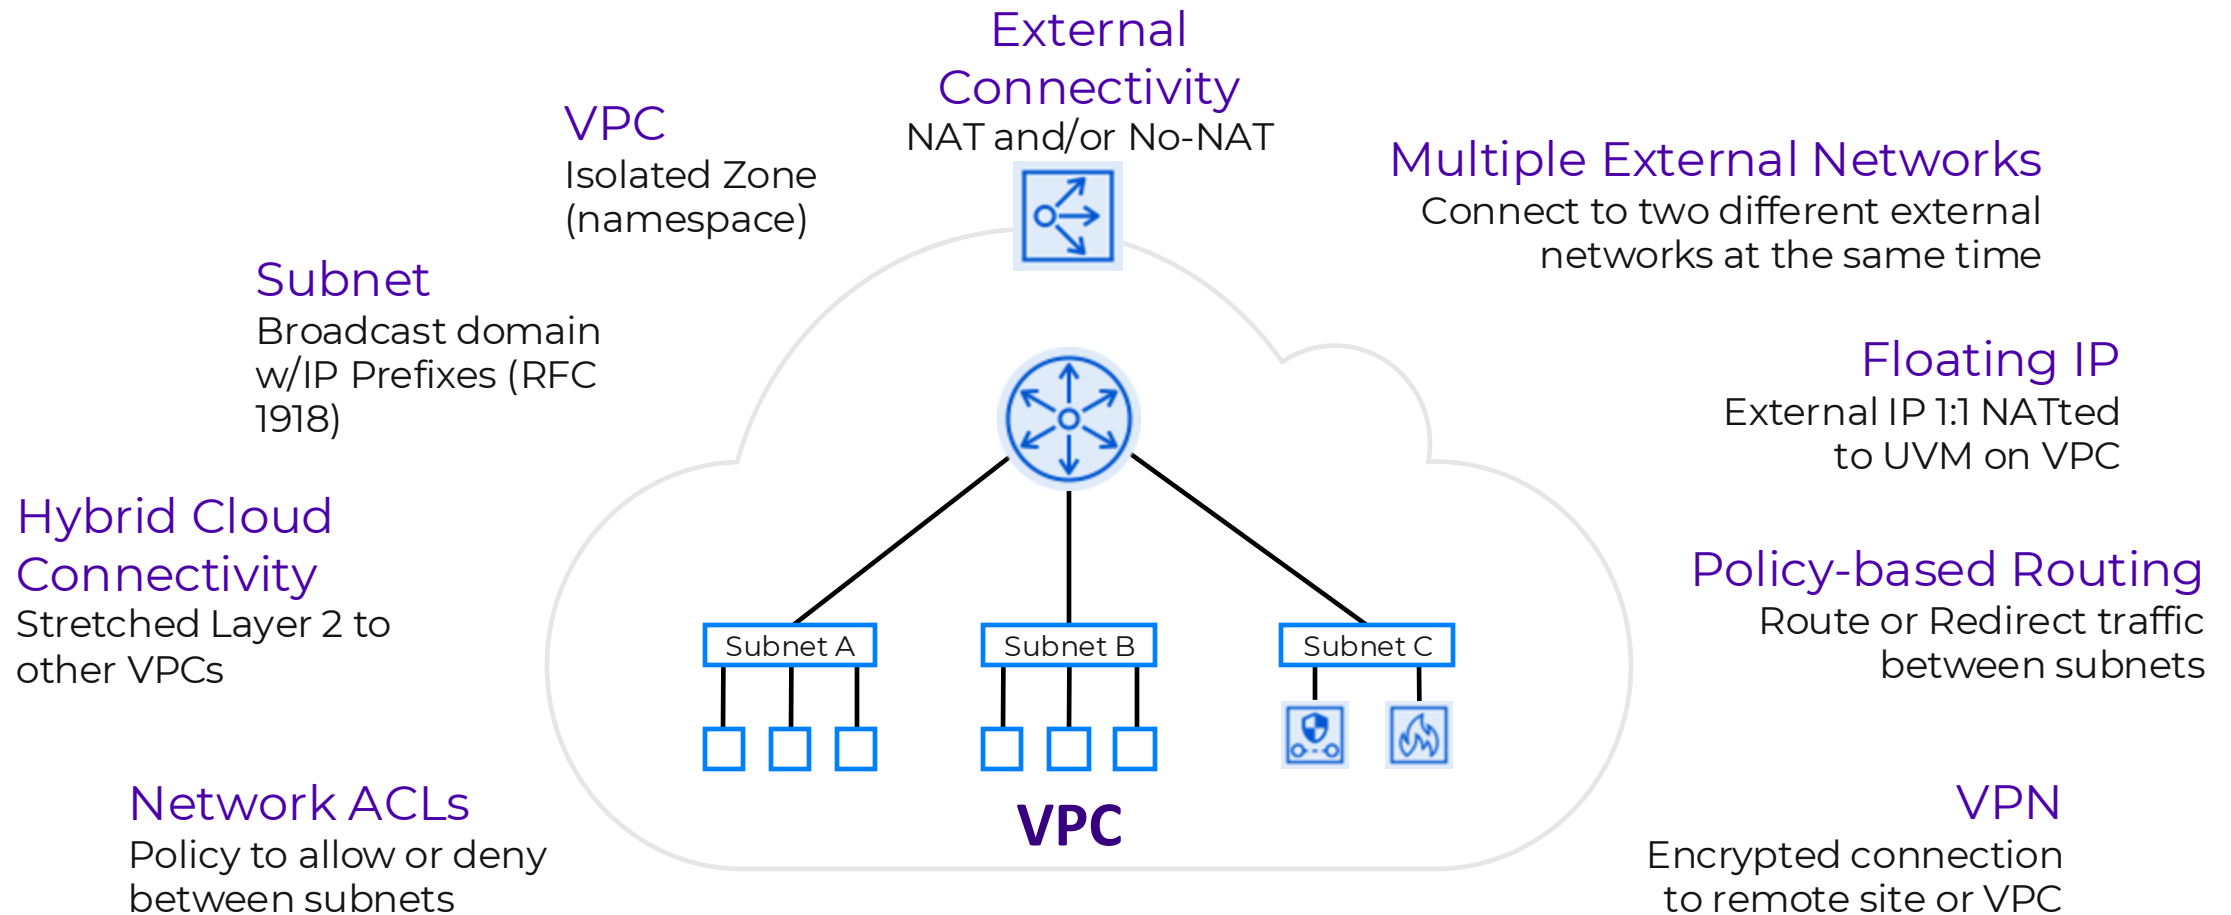 External
Connectivity
NAT and/or No-NAT
VPC
Isolated Zone
(namespace)
Multiple External Networks
Connect to two different external
networks at the same time
Subnet
Broadcast domain
w/IP Prefixes (RFC
1918)
Floating IP
External IP 1:1 NATted
to UVM on VPC
Hybrid Cloud
Connectivity
Stretched Layer 2 to
other VPCs
Policy-based Routing
Route or Redirect traffic
between subnets
Subnet A
Subnet B
Subnet C
VPC
Network ACLs
Policy to allow or deny
between subnets
VPN
Encrypted connection
to remote site or VPC